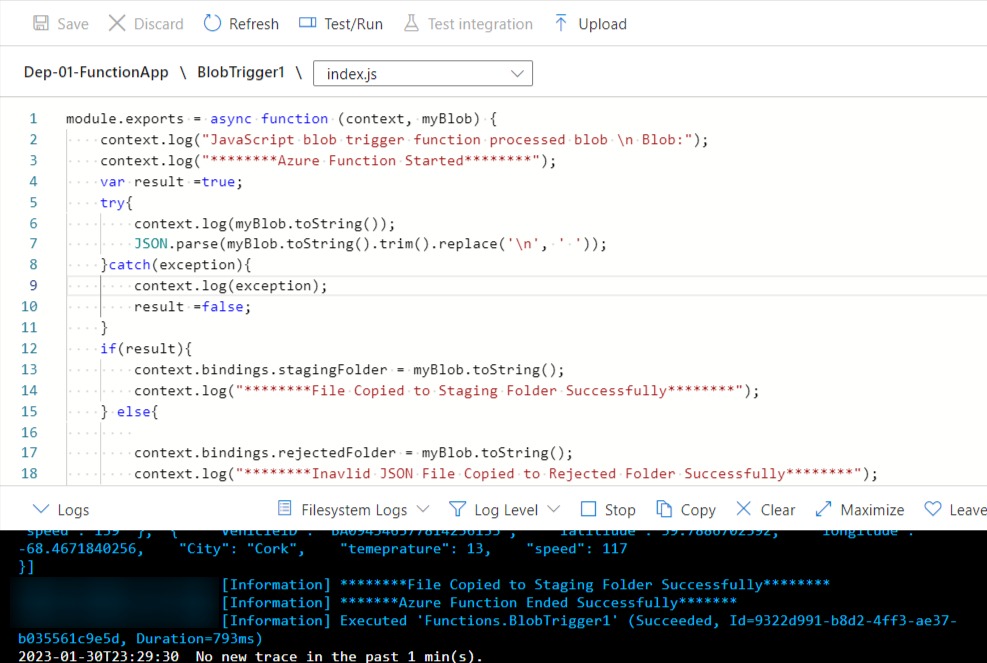 Save Discard Refresh Test/Run Test integration Upload
Dep-01-FunctionApp \ BlobTrigger1 \ index.js
1 module.exports = async function (context, myBlob) {
2 context.log("JavaScript blob trigger function processed blob \n Blob:");
3 context.log("********Azure Function Started********");
4 var result =true;
5 try{
6 context.log(myBlob.toString());
7 JSON.parse(myBlob.toString().trim().replace('\n', ' '));
8 }catch(exception){
9 context.log(exception);
10 result =false;
11 }
12 if(result){
13 context.bindings.stagingFolder = myBlob.toString();
14 context.log("********File Copied to Staging Folder Successfully********");
15 } else{
16
17 context.bindings.rejectedFolder = myBlob.toString();
18 context.log("********Inavlid JSON File Copied to Rejected Folder Successfully********");
Logs Filesystem Logs Log Level Stop Copy Clear Maximize Leave
-68.4671840256, "City": "Cork", "temeprature": 13, "speed": 117
}]
[Information] ********File Copied to Staging Folder Successfully********
[Information] *******Azure Function Ended Successfully*******
[Information] Executed 'Functions.BlobTrigger1' (Succeeded, Id=9322d991-b8d2-4ff3-ae37-
b035561c9e5d, Duration=793ms)
2023-01-30T23:29:30 No new trace in the past 1 min(s).